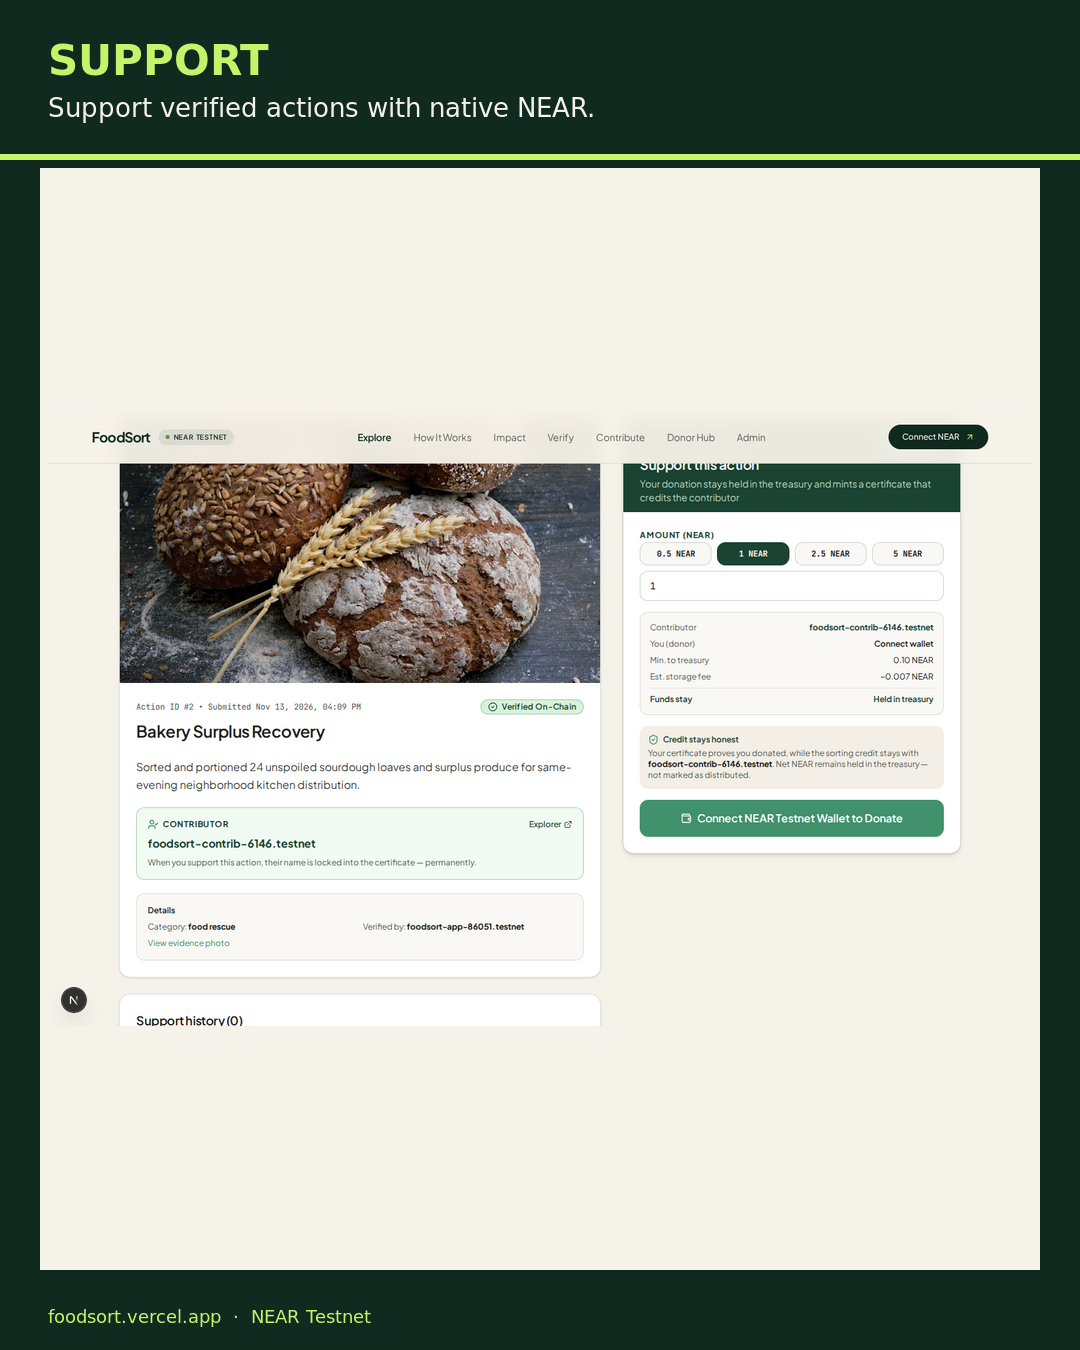 SUPPORT
Support verified actions with native NEAR.
FoodSort
NEAR TESTNET
Explore
How It Works
Impact
Verify
Contribute
Donor Hub
Admin
Connect NEAR
Action ID #2 • Submitted Nov 13, 2026, 04:09 PM
Verified On-Chain
Bakery Surplus Recovery
Sorted and portioned 24 unspoiled sourdough loaves and surplus produce for same-
evening neighborhood kitchen distribution.
CONTRIBUTOR
Explorer
foodsort-contrib-6146.testnet
When you support this action, their name is locked into the certificate — permanently.
Details
Category: food rescue
Verified by: foodsort-app-86051.testnet
View evidence photo
Support history (0)
Support this action
Your donation stays held in the treasury and mints a certificate that
credits the contributor
AMOUNT (NEAR)
0.5 NEAR
1 NEAR
2.5 NEAR
5 NEAR
1
Contributor
foodsort-contrib-6146.testnet
You (donor)
Connect wallet
Min. to treasury
0.10 NEAR
Est. storage fee
~0.007 NEAR
Funds stay
Held in treasury
Credit stays honest
Your certificate proves you donated, while the sorting credit stays with
foodsort-contrib-6146.testnet. Net NEAR remains held in the treasury —
not marked as distributed.
Connect NEAR Testnet Wallet to Donate
N
foodsort.vercel.app · NEAR Testnet